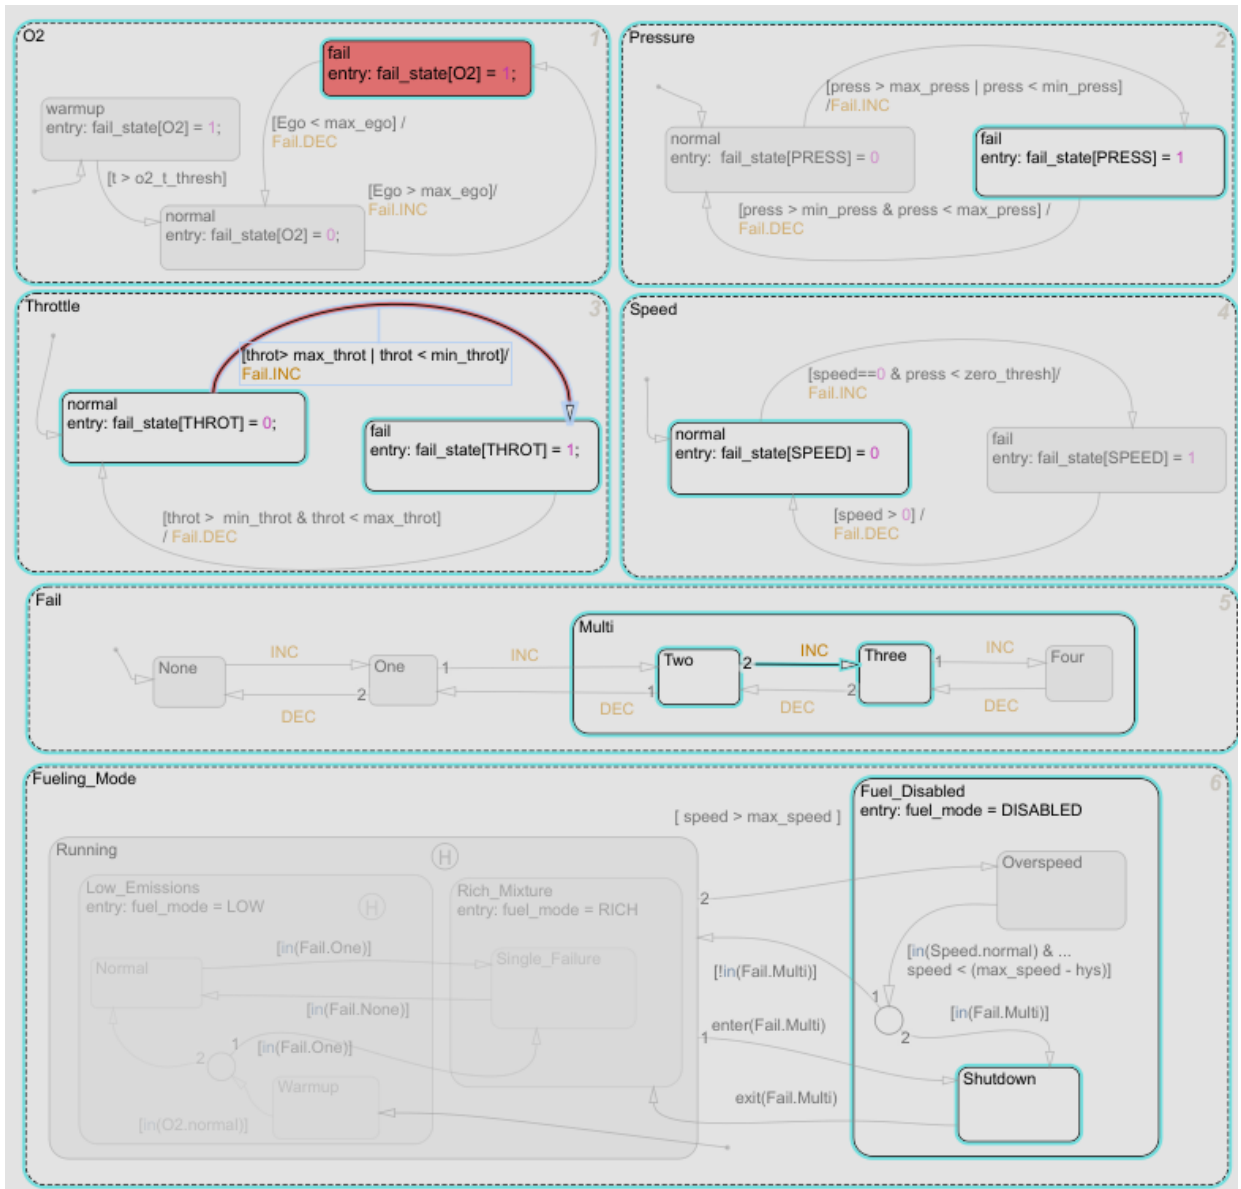 O2
1
fail
entry: fail_state[O2] = 1;
warmup
entry: fail_state[O2] = 1;
[Ego < max_ego] /
Fail.DEC
[t > o2_t_thresh]
[Ego > max_ego]/
Fail.INC
normal
entry: fail_state[O2] = 0;
Pressure
2
[press > max_press | press < min_press]
/Fail.INC
normal
entry:  fail_state[PRESS] = 0
fail
entry: fail_state[PRESS] = 1
[press > min_press & press < max_press] /
Fail.DEC
Throttle
3
[throt> max_throt | throt < min_throt]/
Fail.INC
normal
entry: fail_state[THROT] = 0;
fail
entry: fail_state[THROT] = 1;
[throt >  min_throt & throt < max_throt]
/ Fail.DEC
Speed
4
[speed==0 & press < zero_thresh]/
Fail.INC
normal
entry: fail_state[SPEED] = 0
fail
entry: fail_state[SPEED] = 1
[speed > 0] /
Fail.DEC
Fail
5
Multi
None
INC
One
1
INC
Two
2
INC
Three
1
INC
Four
DEC
2
DEC
1
DEC
2
DEC
Fueling_Mode
6
Fuel_Disabled
entry: fuel_mode = DISABLED
[ speed > max_speed ]
Running
H
Overspeed
Low_Emissions
entry: fuel_mode = LOW
H
Rich_Mixture
entry: fuel_mode = RICH
2
[in(Fail.One)]
Normal
Single_Failure
[in(Speed.normal) & ...
speed < (max_speed - hys)]
[!in(Fail.Multi)]
[in(Fail.None)]
1
[in(Fail.Multi)]
2
enter(Fail.Multi)
1
1
[in(Fail.One)]
2
Warmup
Shutdown
exit(Fail.Multi)
[in(O2.normal)]